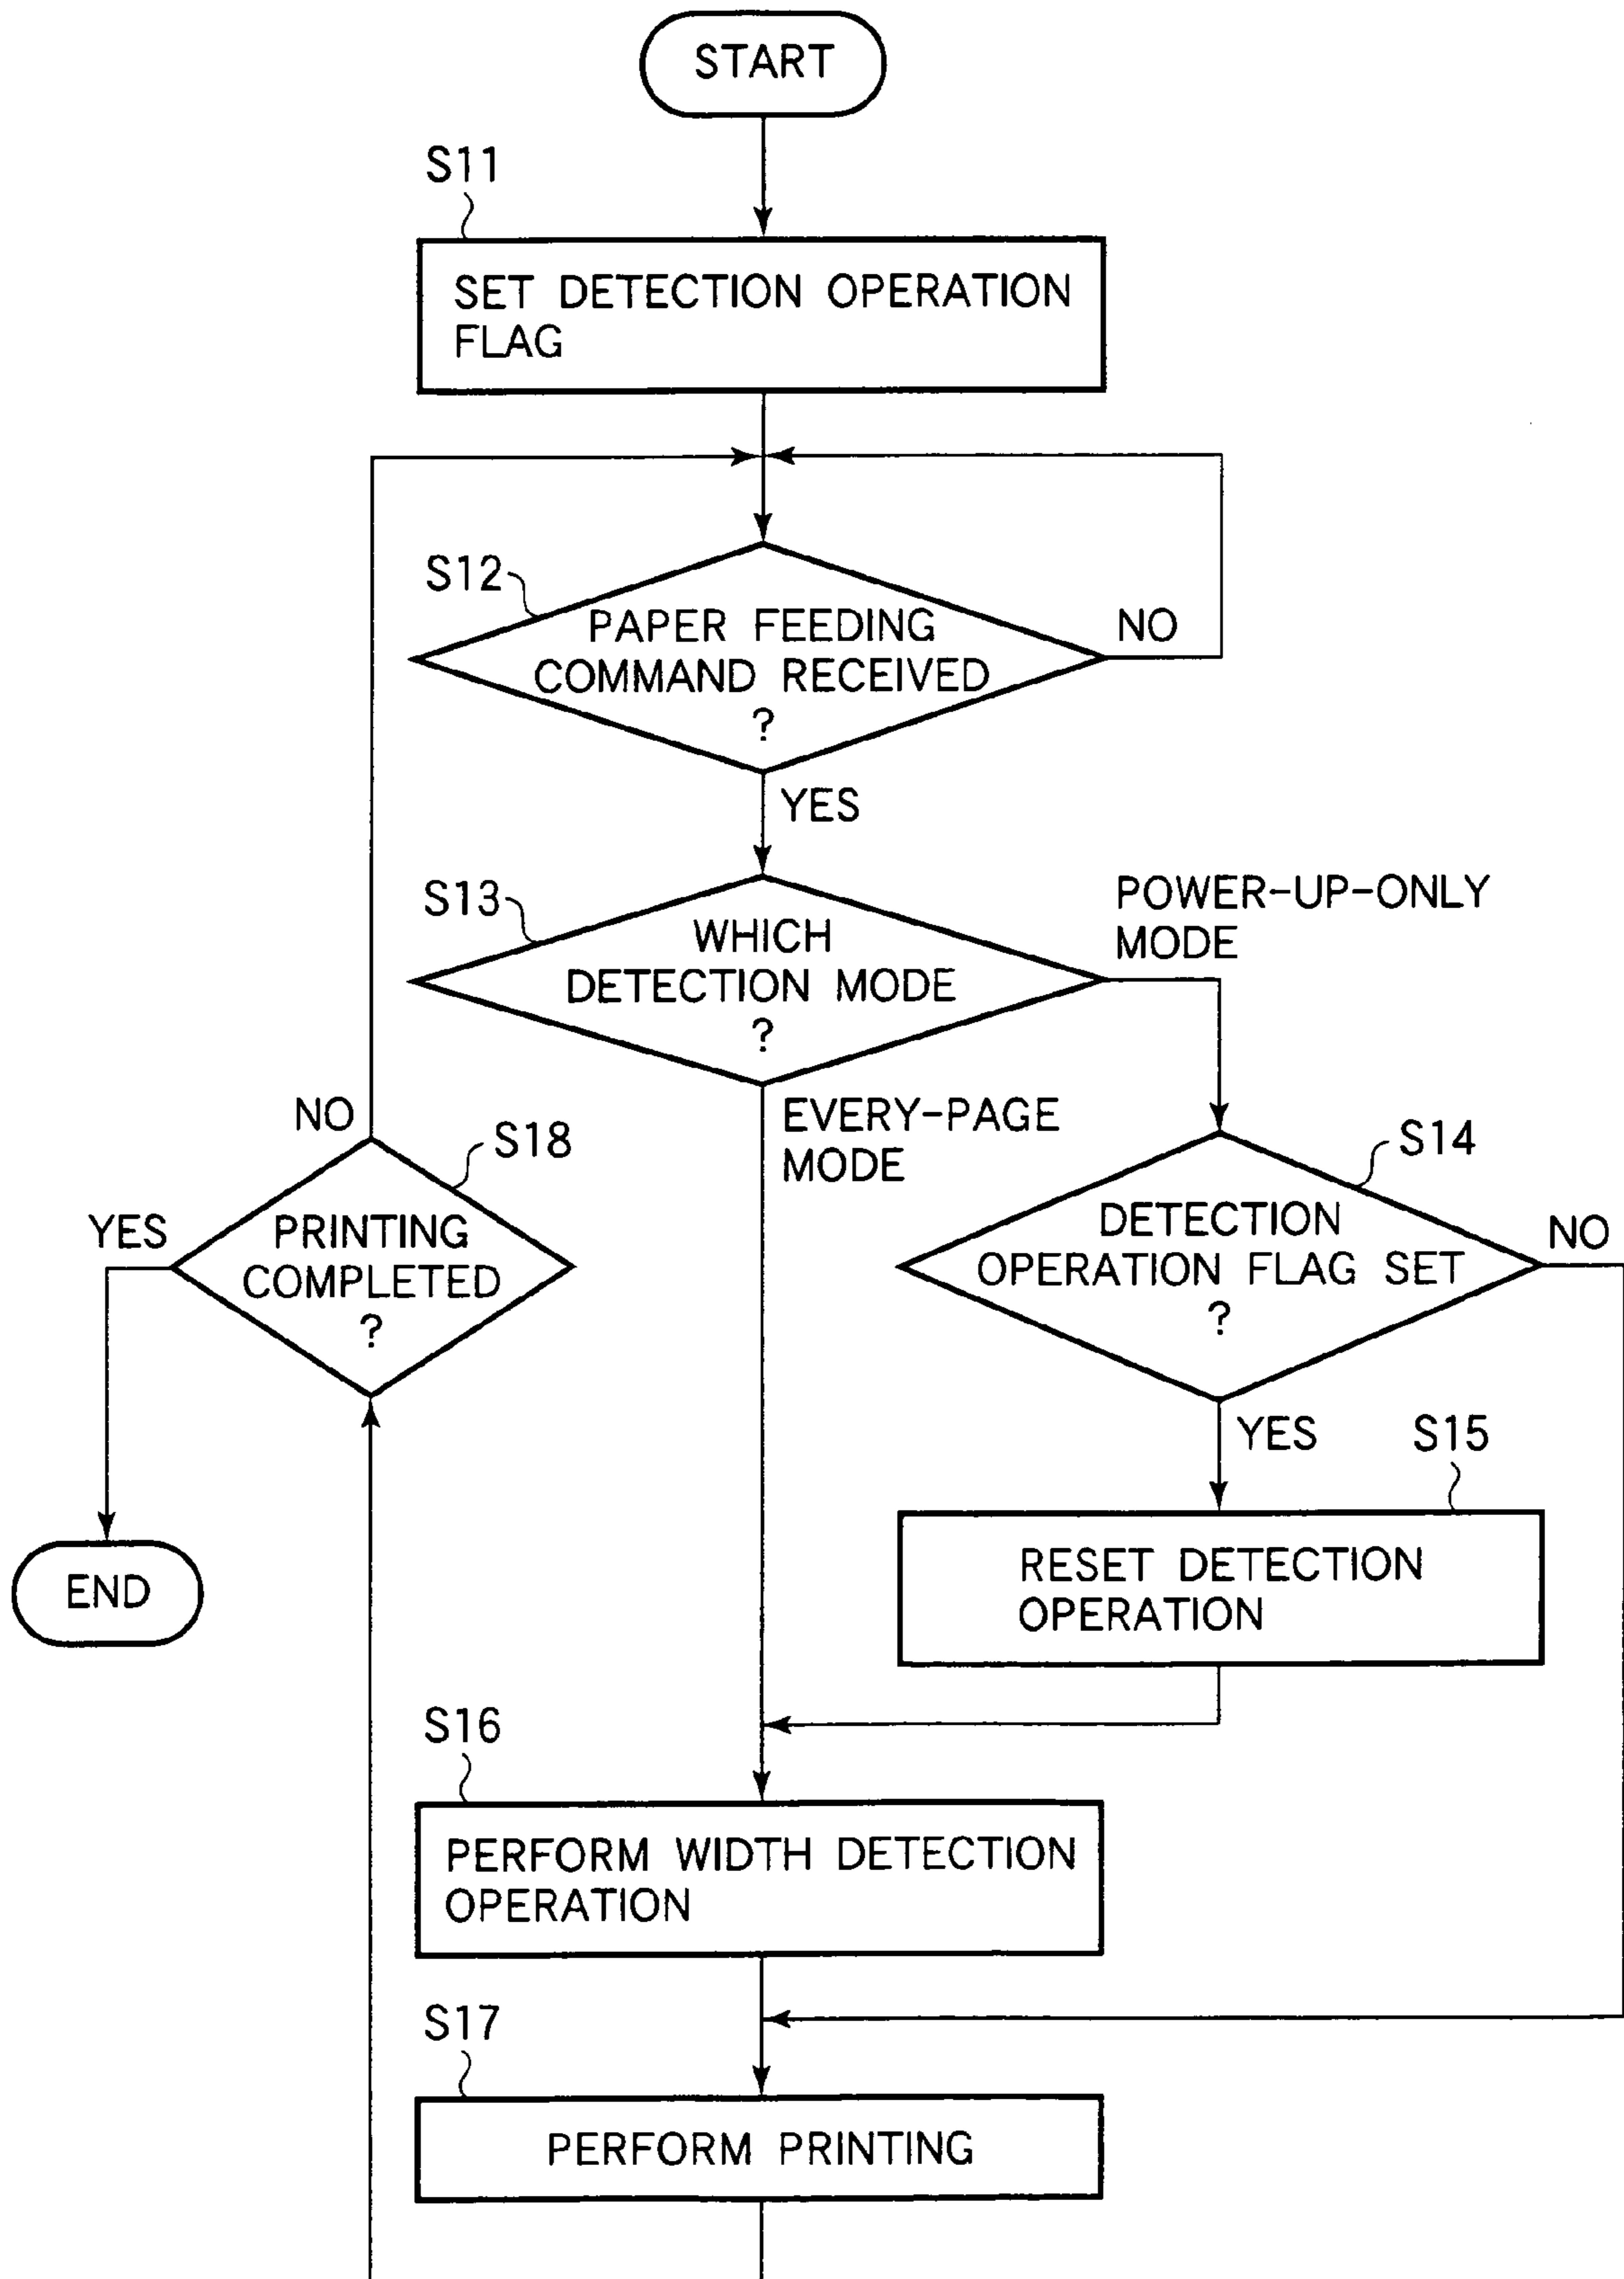 START
S11
SET DETECTION OPERATION
FLAG
S12
PAPER FEEDING
COMMAND RECEIVED
?
NO
YES
S13
WHICH
DETECTION MODE
?
POWER-UP-ONLY
MODE
EVERY-PAGE
MODE
NO
S18
PRINTING
COMPLETED
?
YES
END
S14
DETECTION
OPERATION FLAG SET
?
NO
YES
S15
RESET DETECTION
OPERATION
S16
PERFORM WIDTH DETECTION
OPERATION
S17
PERFORM PRINTING